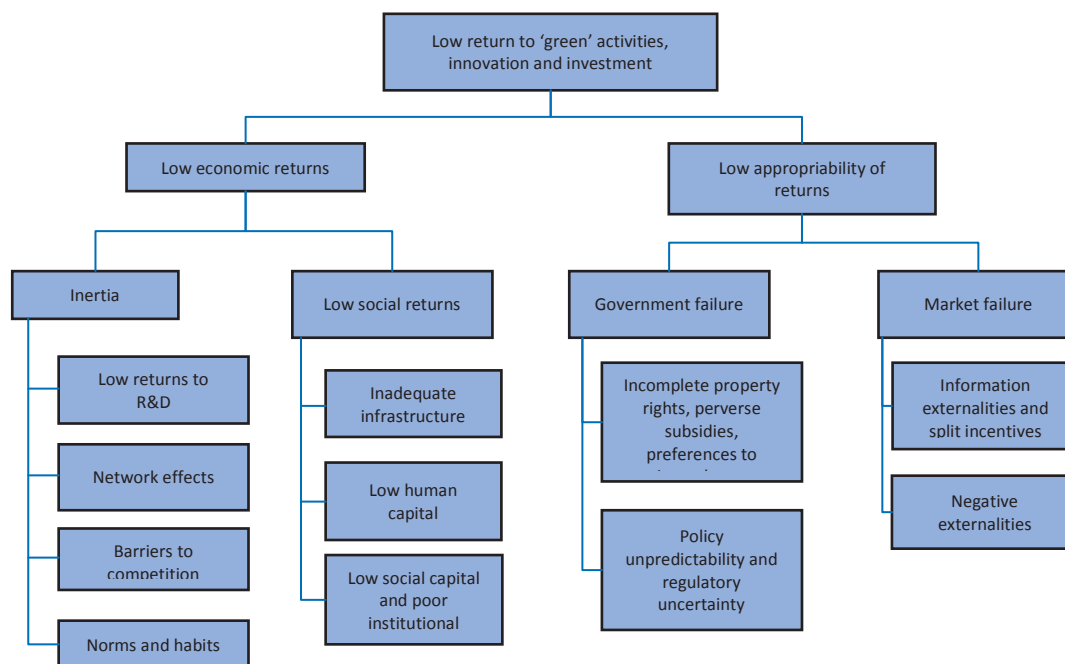 Low return to ‘green’ activities,
innovation and investment
Low economic returns
Low appropriability of
returns
Inertia
Low social returns
Government failure
Market failure
Low returns to
R&D
Network effects
Barriers to
competition
Norms and habits
Inadequate
infrastructure
Low human
capital
Low social capital
and poor
institutional
Incomplete property
rights, perverse
subsidies,
preferences to
Policy
unpredictability and
regulatory
uncertainty
Information
externalities and
split incentives
Negative
externalities